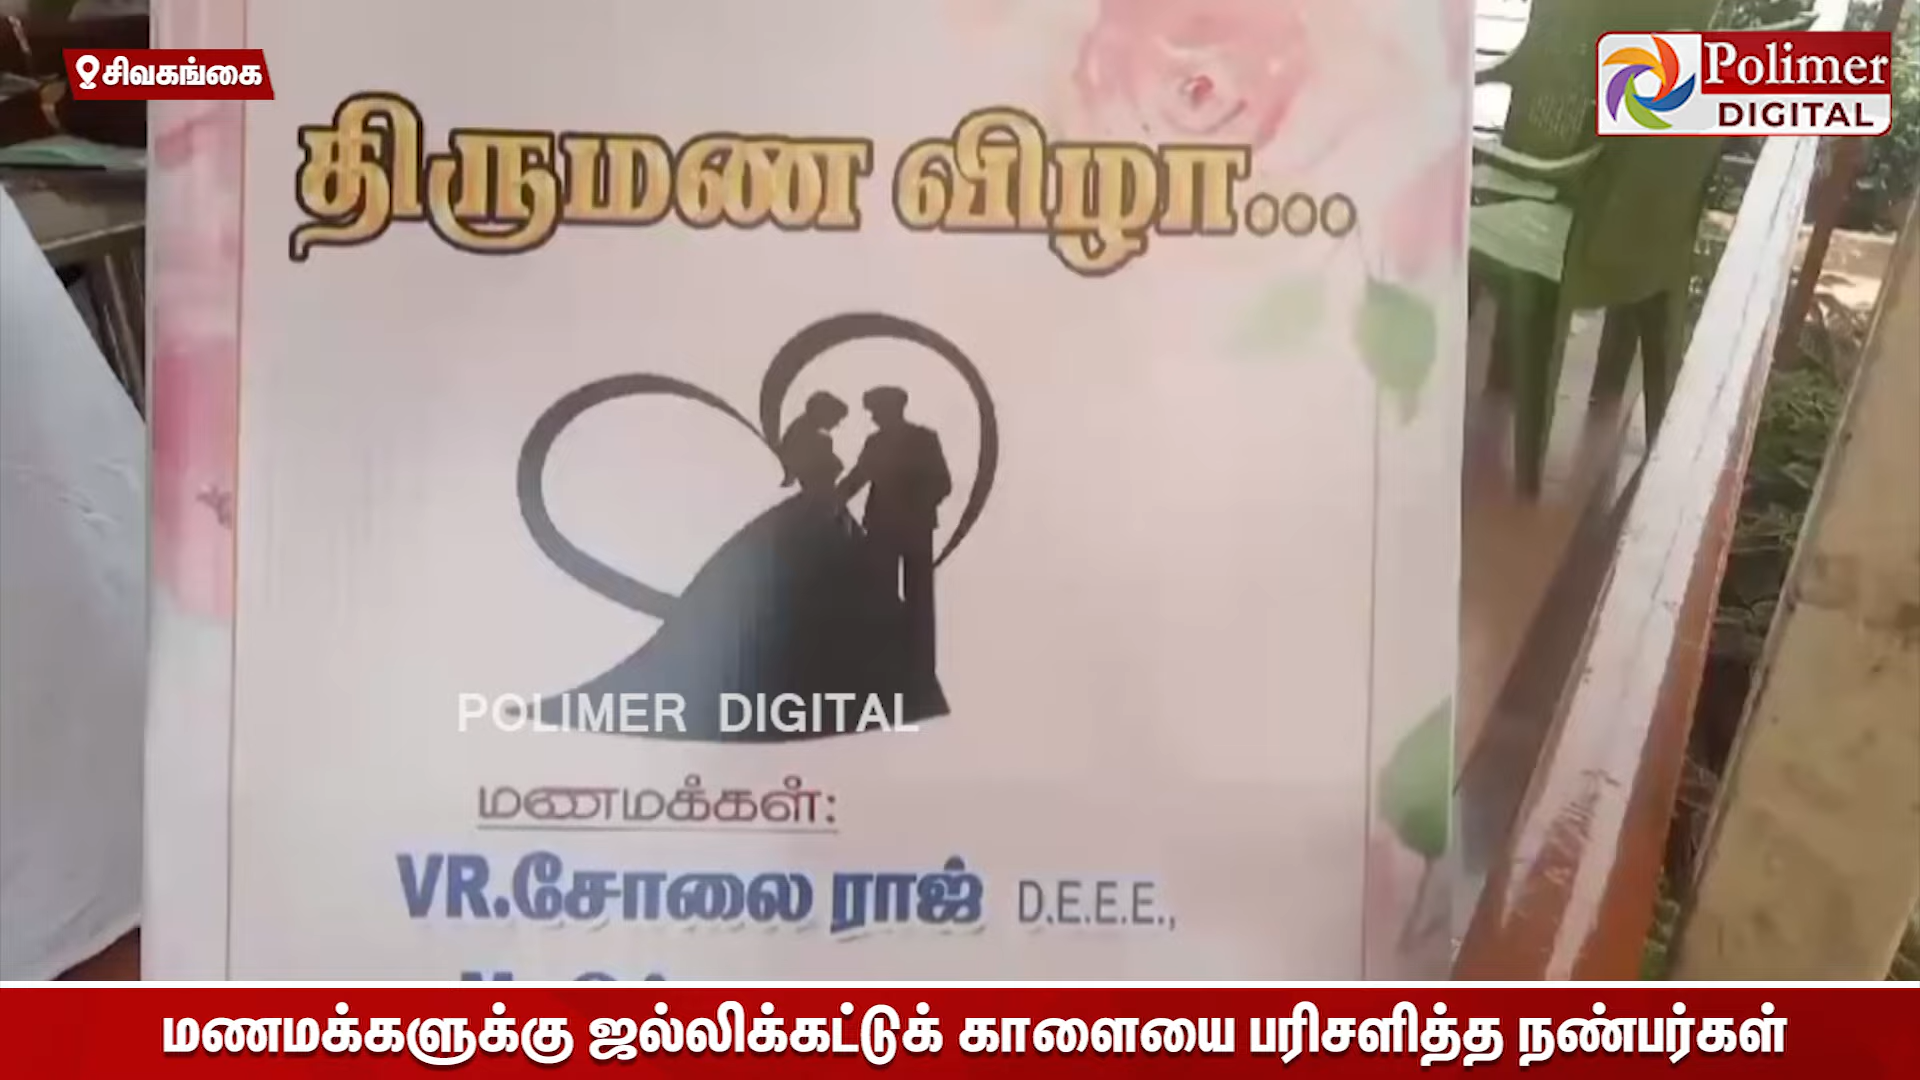 சிவகங்கை
Polimer
DIGITAL
திருமண விழா...
POLIMER DIGITAL
மணமக்கள்:
VR.சோலை ராஜ் D.E.E.E.,
மணமக்களுக்கு ஜல்லிக்கட்டுக் காளையை பரிசளித்த நண்பர்கள்